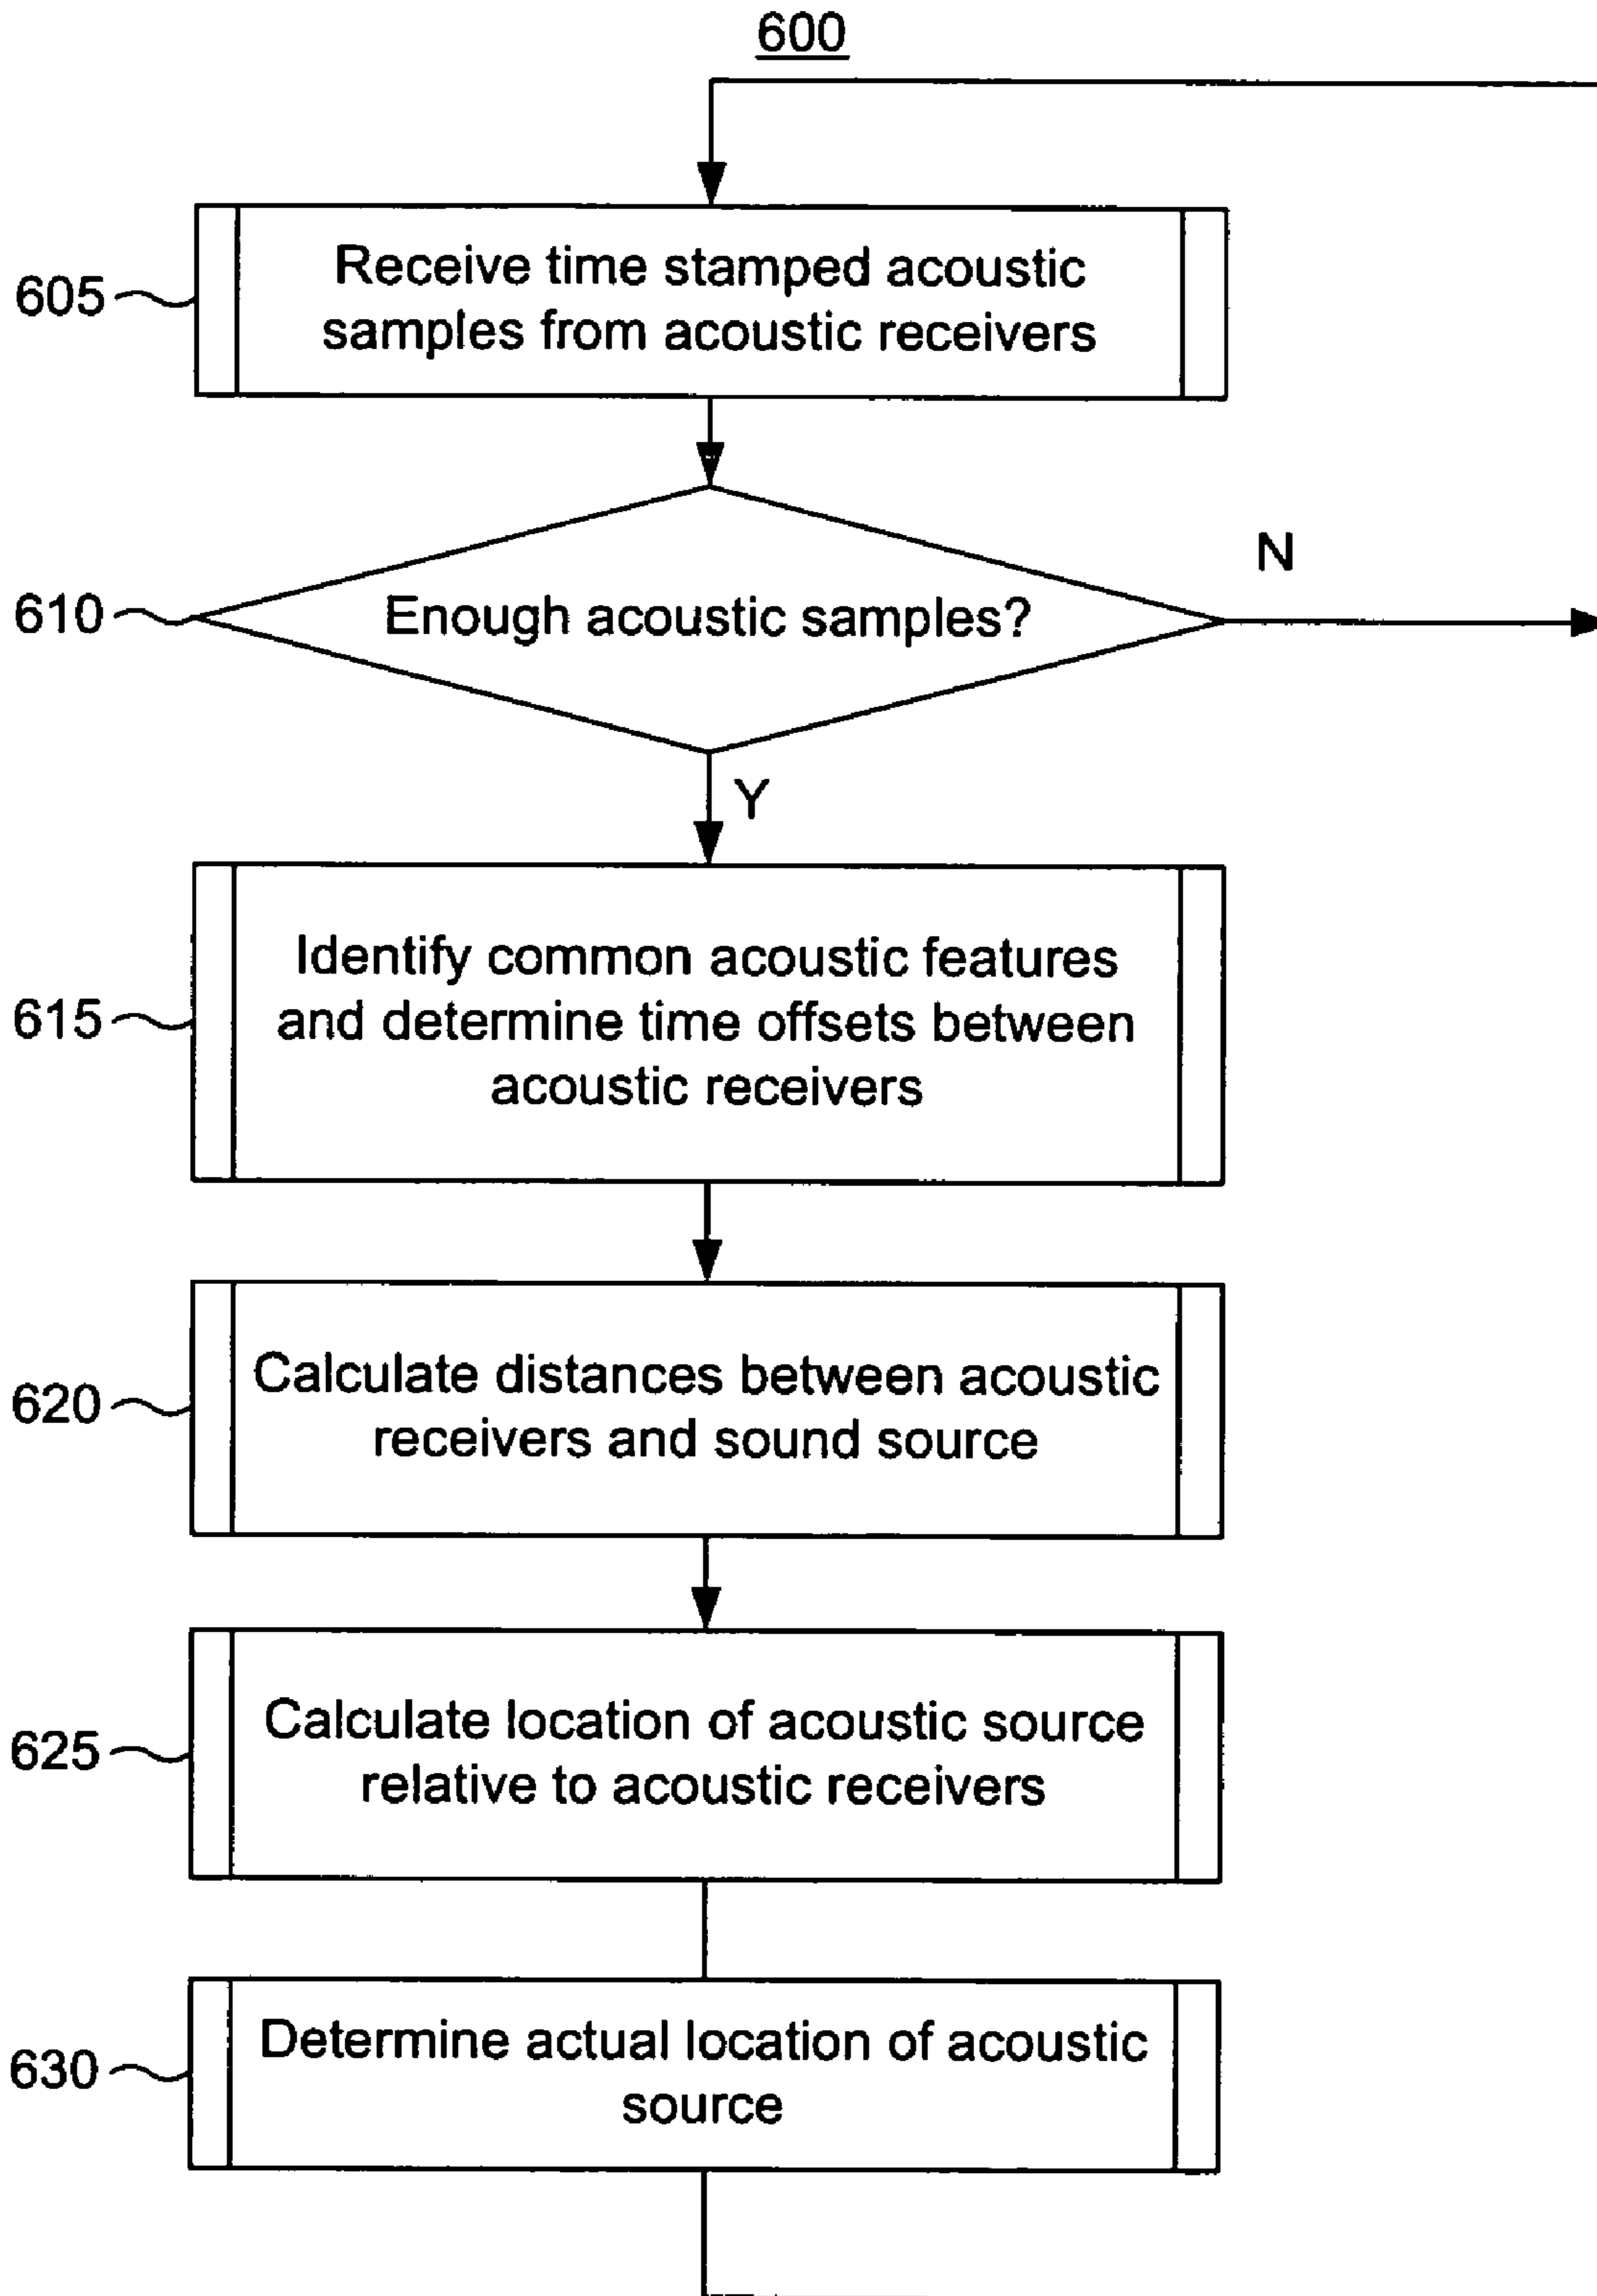 600
605
Receive time stamped acoustic
samples from acoustic receivers
610
Enough acoustic samples?
N
Y
615
Identify common acoustic features
and determine time offsets between
acoustic receivers
620
Calculate distances between acoustic
receivers and sound source
625
Calculate location of acoustic source
relative to acoustic receivers
630
Determine actual location of acoustic
source